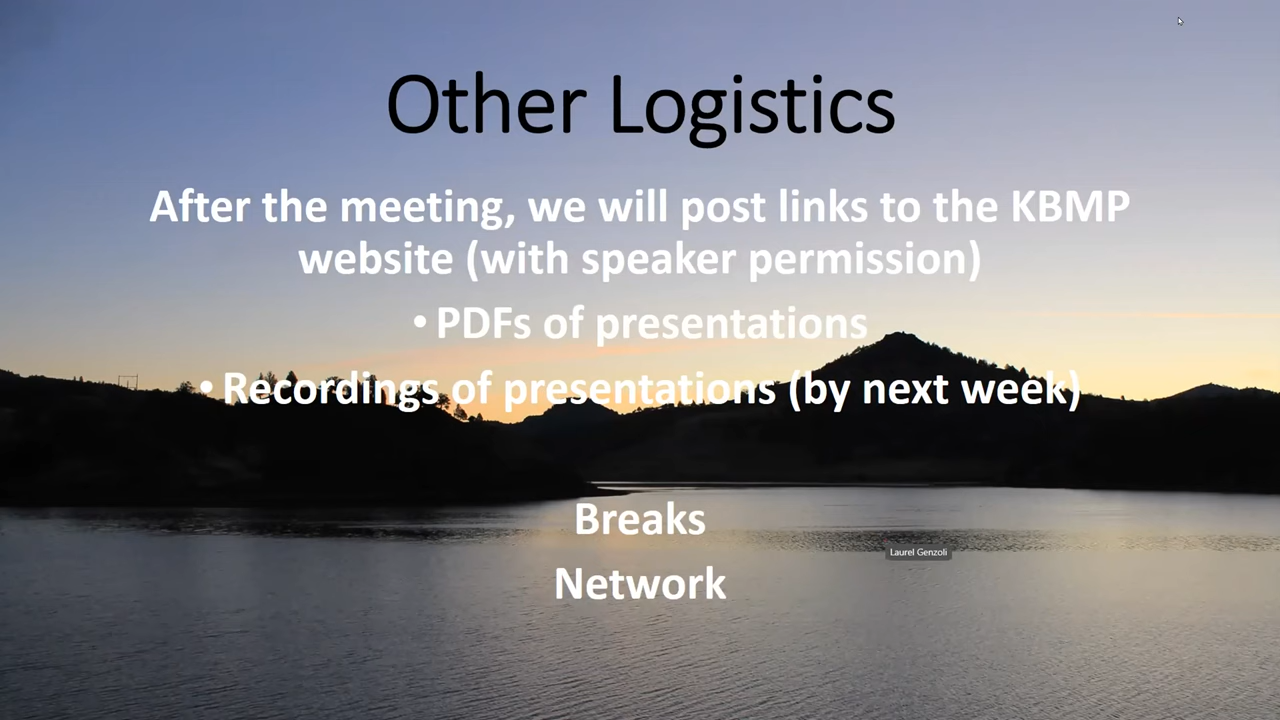 Other Logistics
After the meeting, we will post links to the KBMP
website (with speaker permission)
• PDFs of presentations
• Recordings of presentations (by next week)
Breaks
Laurel Genzoli
Network